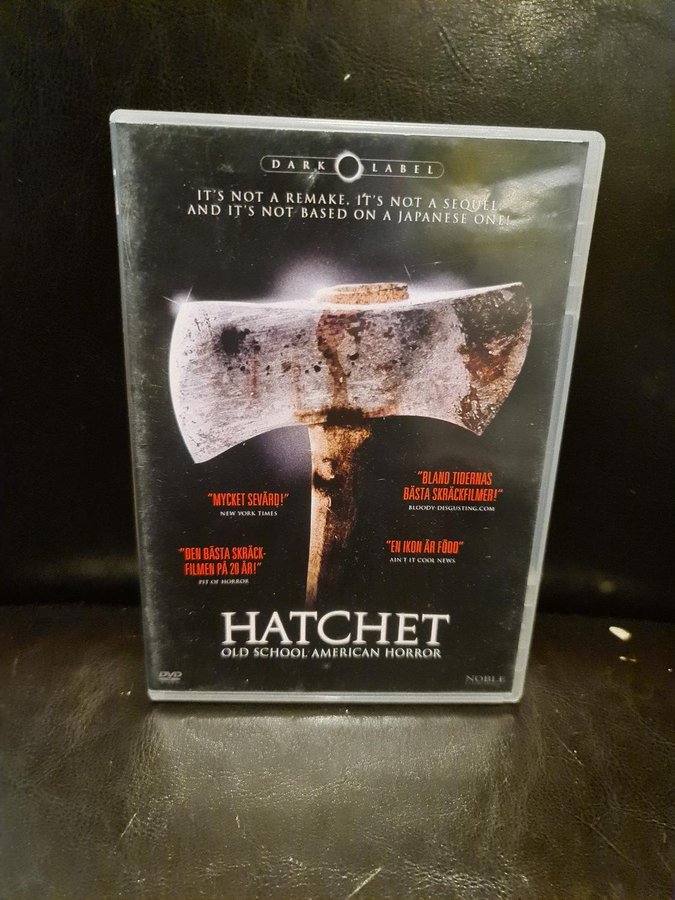 DARK LABEL
IT'S NOT A REMAKE, IT'S NOT A SEQUEL
AND IT'S NOT BASED ON A JAPANESE ONE!
"BLAND TIDERNAS
BÄSTA SKRÄCKFILMER!"
BLOODY-DISGUSTING.COM
"MYCKET SEVÄRD!"
NEW YORK TIMES
"EN IKON ÄR FÖDD"
AIN'T IT COOL NEWS
"DEN BÄSTA SKRÄCK-
FILMEN PÅ 20 ÅR!"
PIT OF HORROR
HATCHET
OLD SCHOOL AMERICAN HORROR
DVD
NOBLE